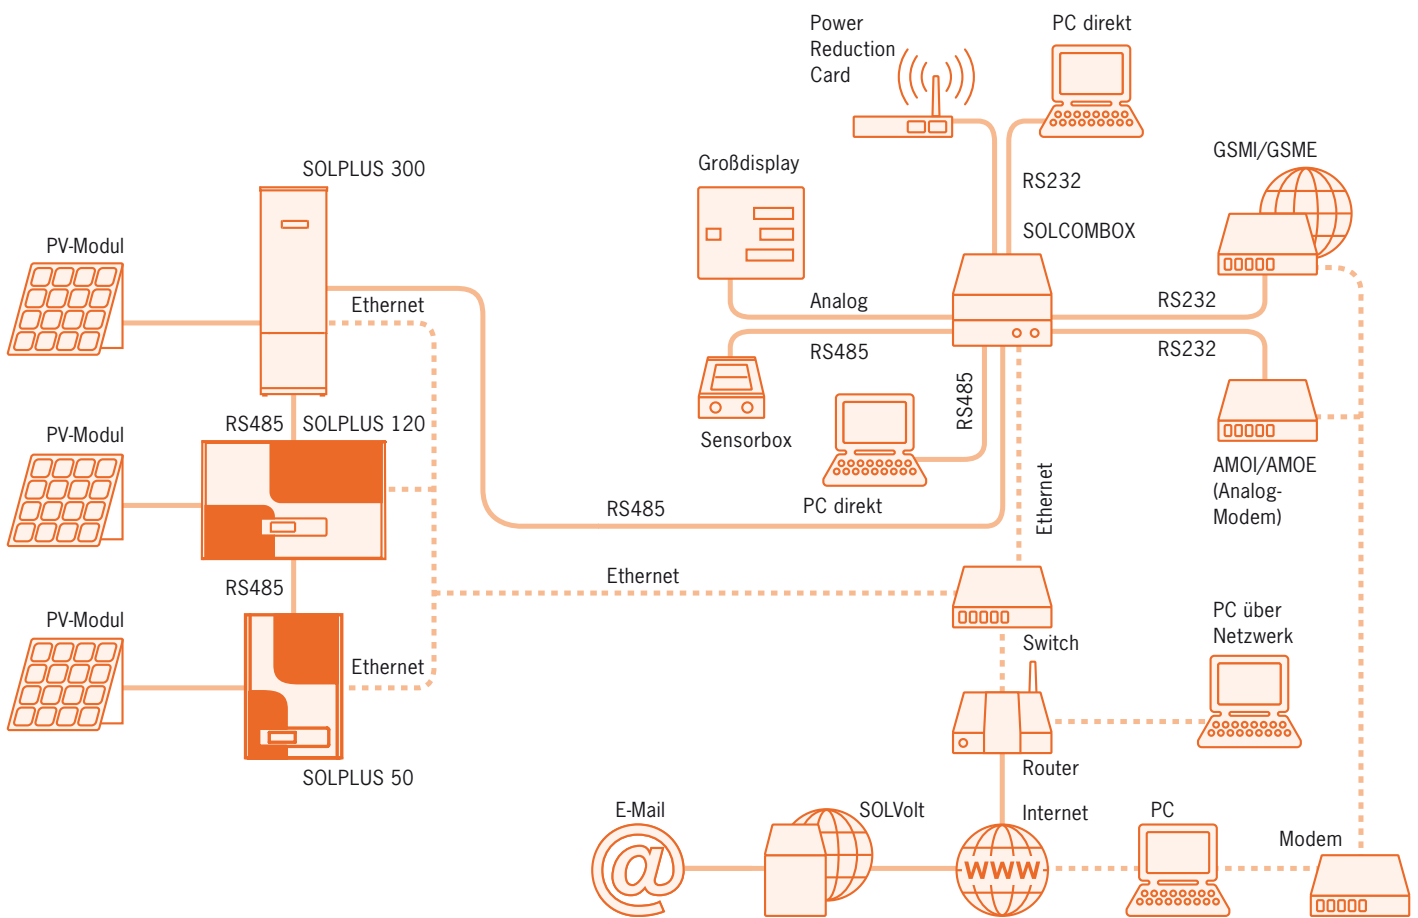 Power
Reduction
Card
PC direkt
GSMI/GSME
Großdisplay
SOLPLUS 300
RS232
SOLCOMBOX
PV-Modul
Ethernet
Analog
RS232
RS485
RS232
RS485
PV-Modul
RS485
SOLPLUS 120
Sensorbox
AMOI/AMOE
(Analog-
Modem)
PC direkt
RS485
Ethernet
RS485
Ethernet
PV-Modul
PC über
Netzwerk
Switch
Ethernet
SOLPLUS 50
Router
E-Mail
SOLVolt
Internet
PC
Modem
@
WWW